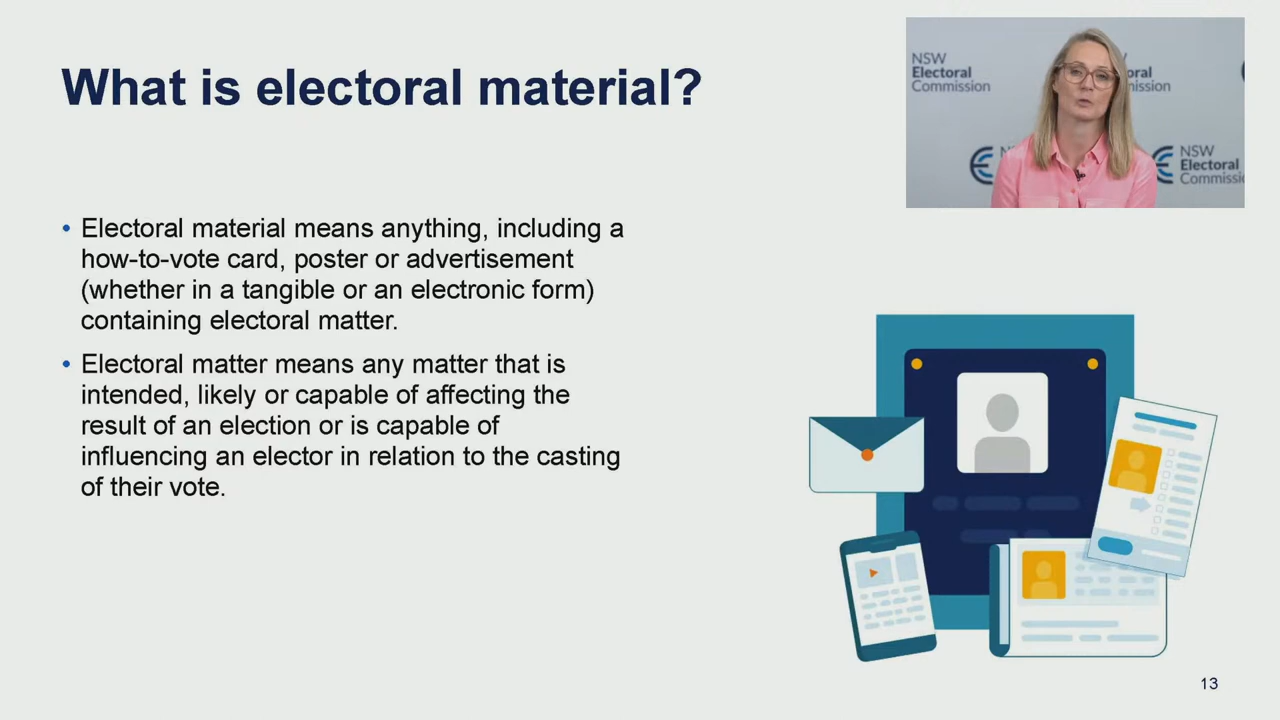 What is electoral material?
NSW
Electoral
Commission
oral
mission
NSW
Electoral
Commissio
• Electoral material means anything, including a
how-to-vote card, poster or advertisement
(whether in a tangible or an electronic form)
containing electoral matter.
• Electoral matter means any matter that is
intended, likely or capable of affecting the
result of an election or is capable of
influencing an elector in relation to the casting
of their vote.
13